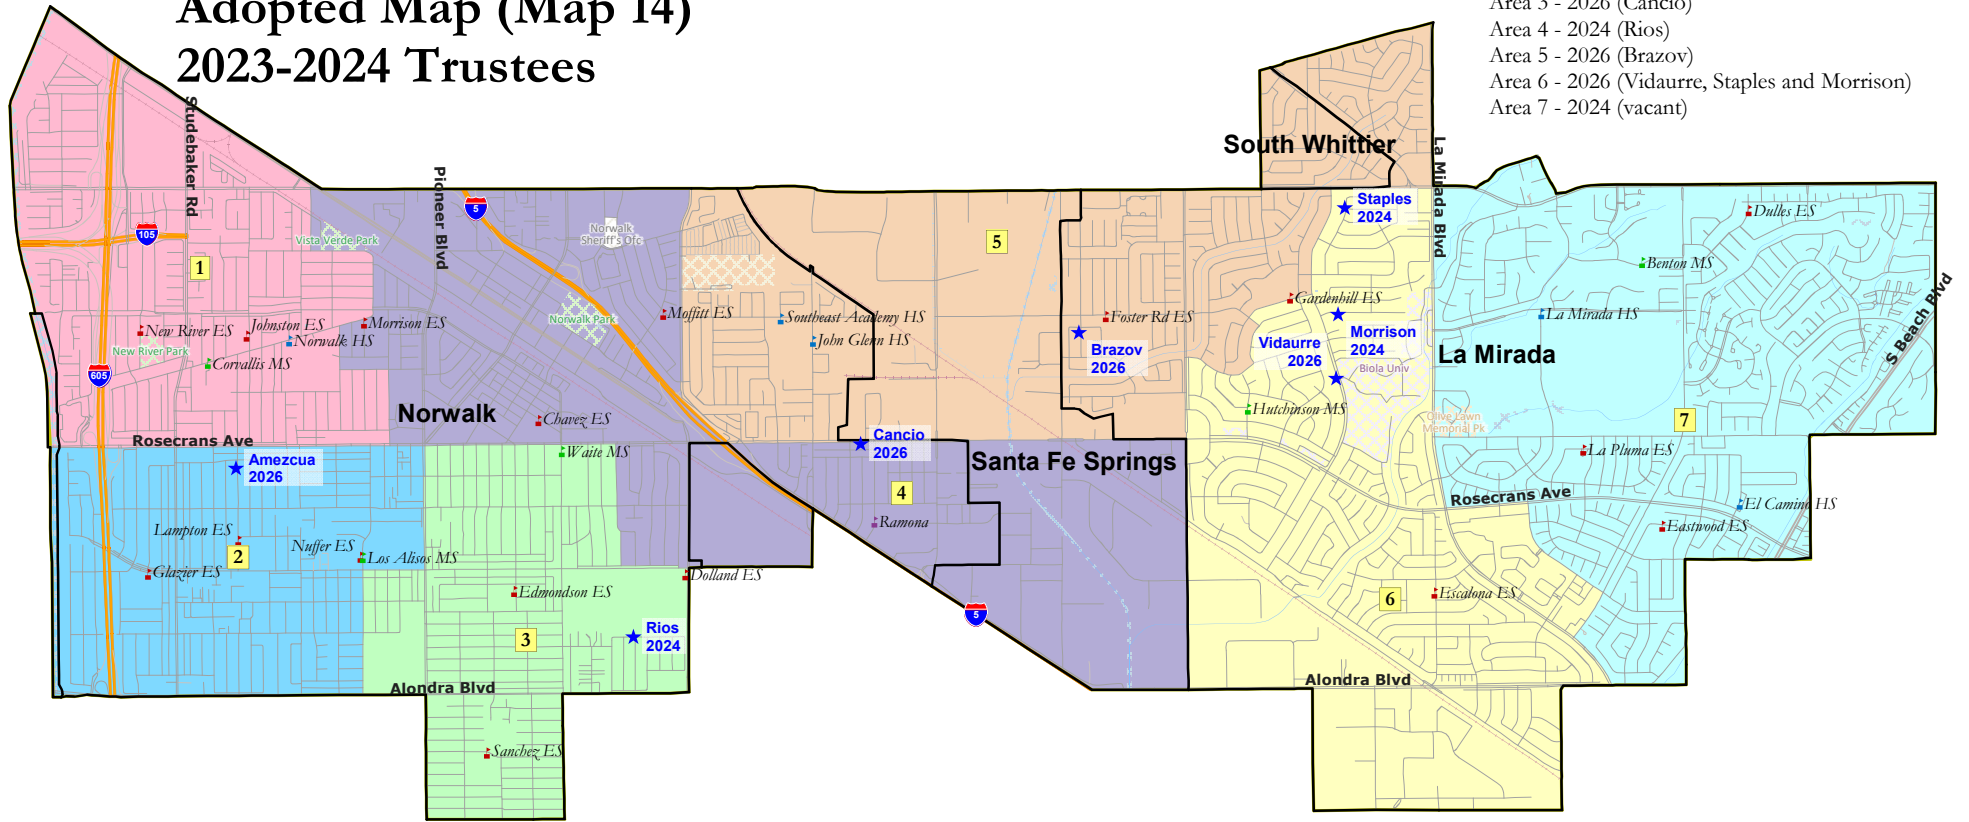 Adopted Map (Map 14)
2023-2024 Trustees
Area 3 - 2026 (Cancio)
Area 4 - 2024 (Rios)
Area 5 - 2026 (Brazov)
Area 6 - 2026 (Vidaurre, Staples and Morrison)
Area 7 - 2024 (vacant)
South Whittier
Studebaker Rd
Pioneer Blvd
La Mirada Blvd
S Beach Blvd
5
105
605
1
Vista Verde Park
Norwalk
Sheriff's Ofc
5
Staples
2024
Dulles ES
Benton MS
New River ES
Johnston ES
Norwalk HS
Morrison ES
New River Park
Corvallis MS
Norwalk Park
Moffitt ES
Southeast Academy HS
John Glenn HS
Foster Rd ES
Brazov
2026
Gardenhill ES
Morrison
2024
Vidaurre
2026
Biola Univ
La Mirada HS
La Mirada
Norwalk
Chavez ES
Hutchinson MS
Olive Lawn
Memorial Pk
7
Rosecrans Ave
Amezcua
2026
Waite MS
Cancio
2026
Santa Fe Springs
La Pluma ES
4
Ramona
Rosecrans Ave
El Camino HS
Eastwood ES
Lampton ES
2
Nuffer ES
Los Alisos MS
Glazier ES
Edmondson ES
Dolland ES
Escalona ES
6
3
Rios
2024
5
Alondra Blvd
Alondra Blvd
Sanchez ES